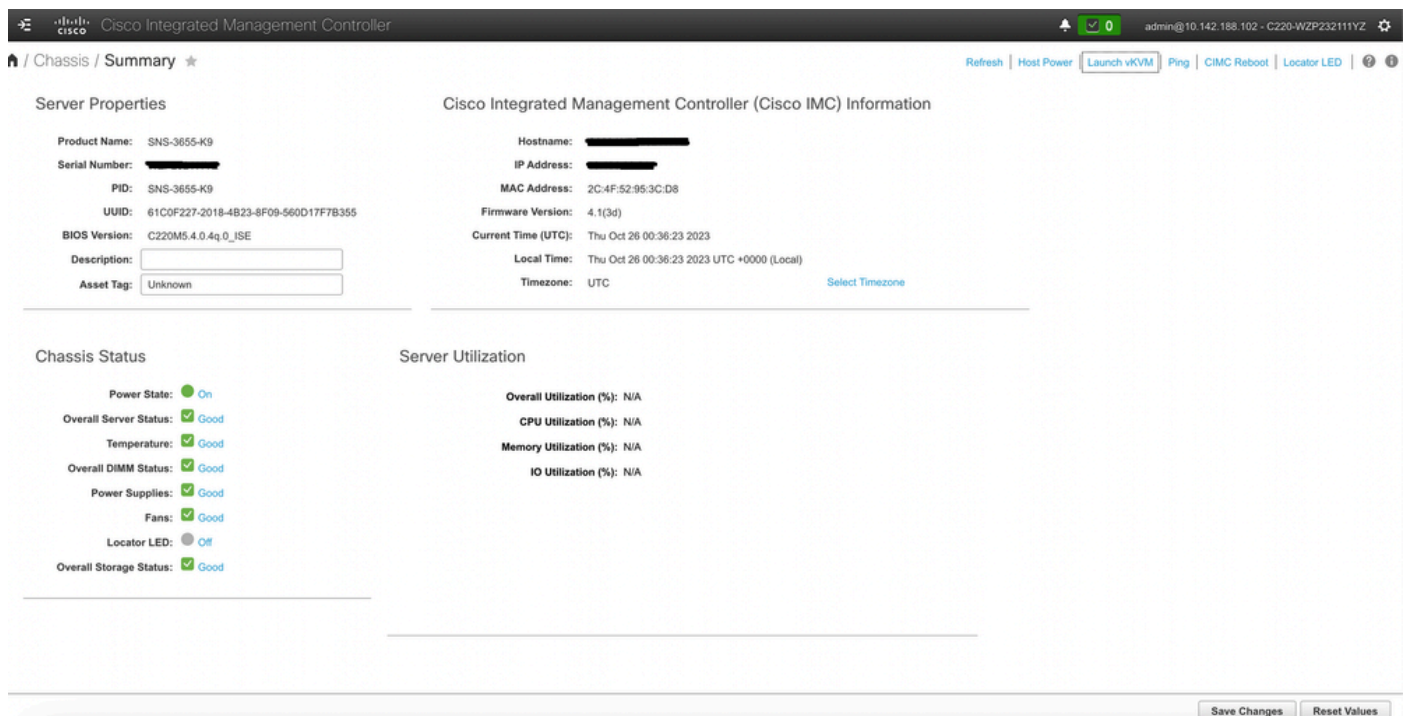 CISCO Cisco Integrated Management Controller 0 admin@10.142.188.102 - C220-WZP232111YZ
/ Chassis / Summary Refresh | Host Power | Launch vKVM | Ping | CIMC Reboot | Locator LED |
Server Properties
Product Name: SNS-3655-K9
Serial Number:
PID: SNS-3655-K9
UUID: 61C0F227-2018-4B23-8F09-560D17F7B355
BIOS Version: C220M5.4.0.4q.0_ISE
Description:
Asset Tag: Unknown
Cisco Integrated Management Controller (Cisco IMC) Information
Hostname:
IP Address:
MAC Address: 2C:4F:52:95:3C:D8
Firmware Version: 4.1(3d)
Current Time (UTC): Thu Oct 26 00:36:23 2023
Local Time: Thu Oct 26 00:36:23 2023 UTC +0000 (Local)
Timezone: UTC Select Timezone
Chassis Status
Power State: On
Overall Server Status: Good
Temperature: Good
Overall DIMM Status: Good
Power Supplies: Good
Fans: Good
Locator LED: Off
Overall Storage Status: Good
Server Utilization
Overall Utilization (%): N/A
CPU Utilization (%): N/A
Memory Utilization (%): N/A
IO Utilization (%): N/A
Save Changes Reset Values